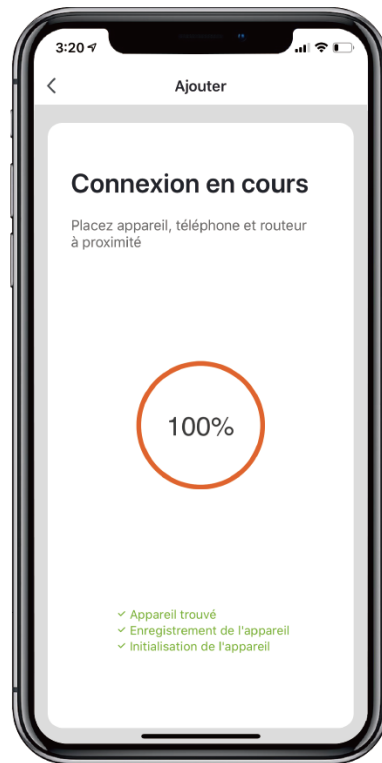 3:20
Ajouter
Connexion en cours
Placez appareil, téléphone et routeur
à proximité
100%
✓ Appareil trouvé
✓ Enregistrement de l'appareil
✓ Initialisation de l'appareil